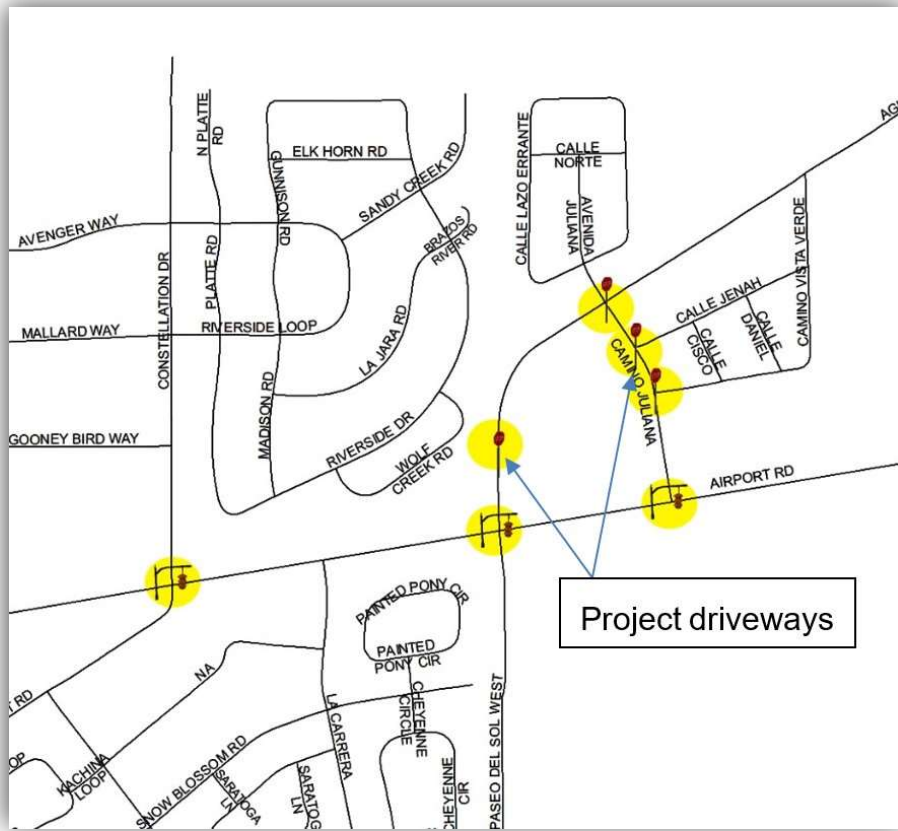 N PLATTE
RD
ELK HORN RD
GUNNISON RD
SANDY CREEK RD
BRAZOS
RIVER RD
CALLE LAZO ERRANTE
CALLE
NORTE
AVENIDA
JULIANA
AVENGER WAY
PLATTE RD
CONSTELLATION DR
MALLARD WAY
RIVERSIDE LOOP
LA JARA RD
CALLE JENAH
CALLE
CISCO
CALLE
DANIEL
CAMINO VISTA VERDE
CAMINO JULIANA
GOONEY BIRD WAY
MADISON RD
RIVERSIDE DR
WOLF
CREEK RD
AIRPORT RD
Project driveways
PAINTED PONY CIR
PAINTED
PONY CIR
CHEYENNE
CIRCLE
CHEYENNE
CIR
PASEO DEL SOL WEST
LA CARRERA
NA
KACHINA
LOOP
SNOW BLOSSOM RD
SARATOGA
LN
SARATOG
LN
RD